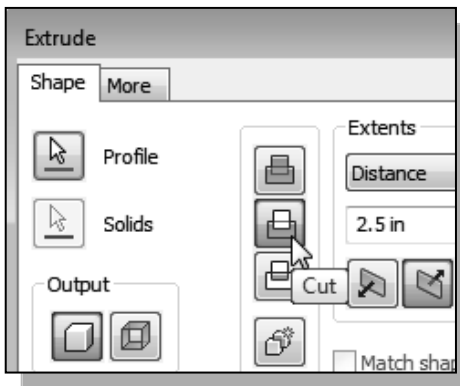 Extrude
Shape More
Extents
Profile
Distance
Solids
2.5 in
Output
Cut
Match shap